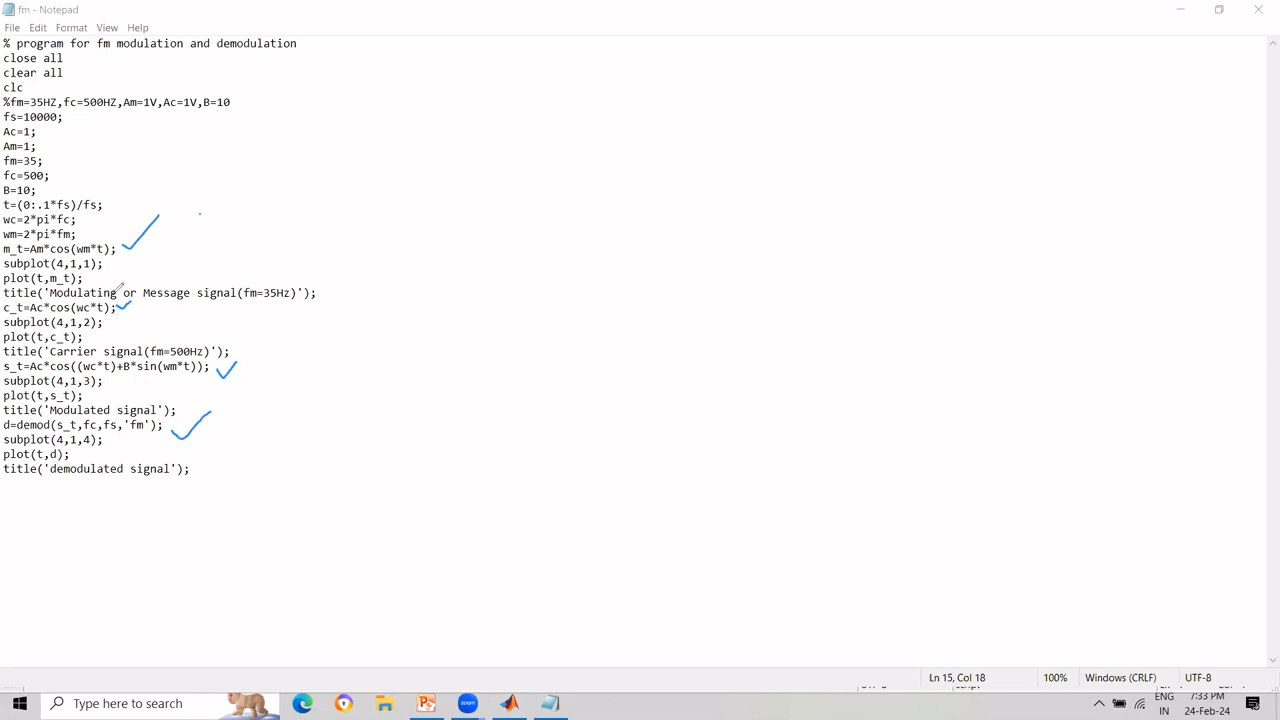 fm - Notepad
File Edit Format View Help
% program for fm modulation and demodulation
close all
clear all
clc
%fm=35HZ,fc=500HZ,Am=1V,Ac=1V,B=10
fs=10000;
Ac=1;
Am=1;
fm=35;
fc=500;
B=10;
t=(0:.1*fs)/fs;
wc=2*pi*fc;
wm=2*pi*fm;
m_t=Am*cos(wm*t);
subplot(4,1,1);
plot(t,m_t);
title('Modulating or Message signal(fm=35Hz)');
c_t=Ac*cos(wc*t);
subplot(4,1,2);
plot(t,c_t);
title('Carrier signal(fm=500Hz)');
s_t=Ac*cos((wc*t)+B*sin(wm*t));
subplot(4,1,3);
plot(t,s_t);
title('Modulated signal');
d=demod(s_t,fc,fs,'fm');
subplot(4,1,4);
plot(t,d);
title('demodulated signal');
Ln 15, Col 18 100% Windows (CRLF) UTF-8
Type here to search
zoom
ENG
IN
7:33 PM
24-Feb-24